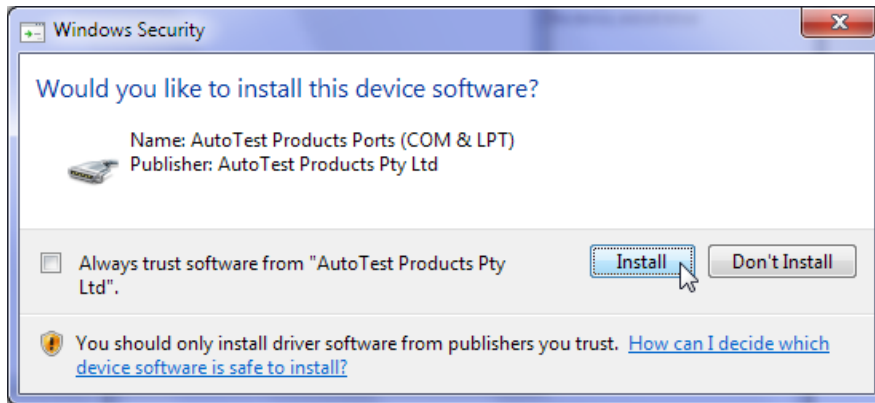 Windows Security
Would you like to install this device software?
Name: AutoTest Products Ports (COM & LPT)
Publisher: AutoTest Products Pty Ltd
Always trust software from "AutoTest Products Pty
Ltd".
Install
Don't Install
You should only install driver software from publishers you trust. How can I decide which
device software is safe to install?